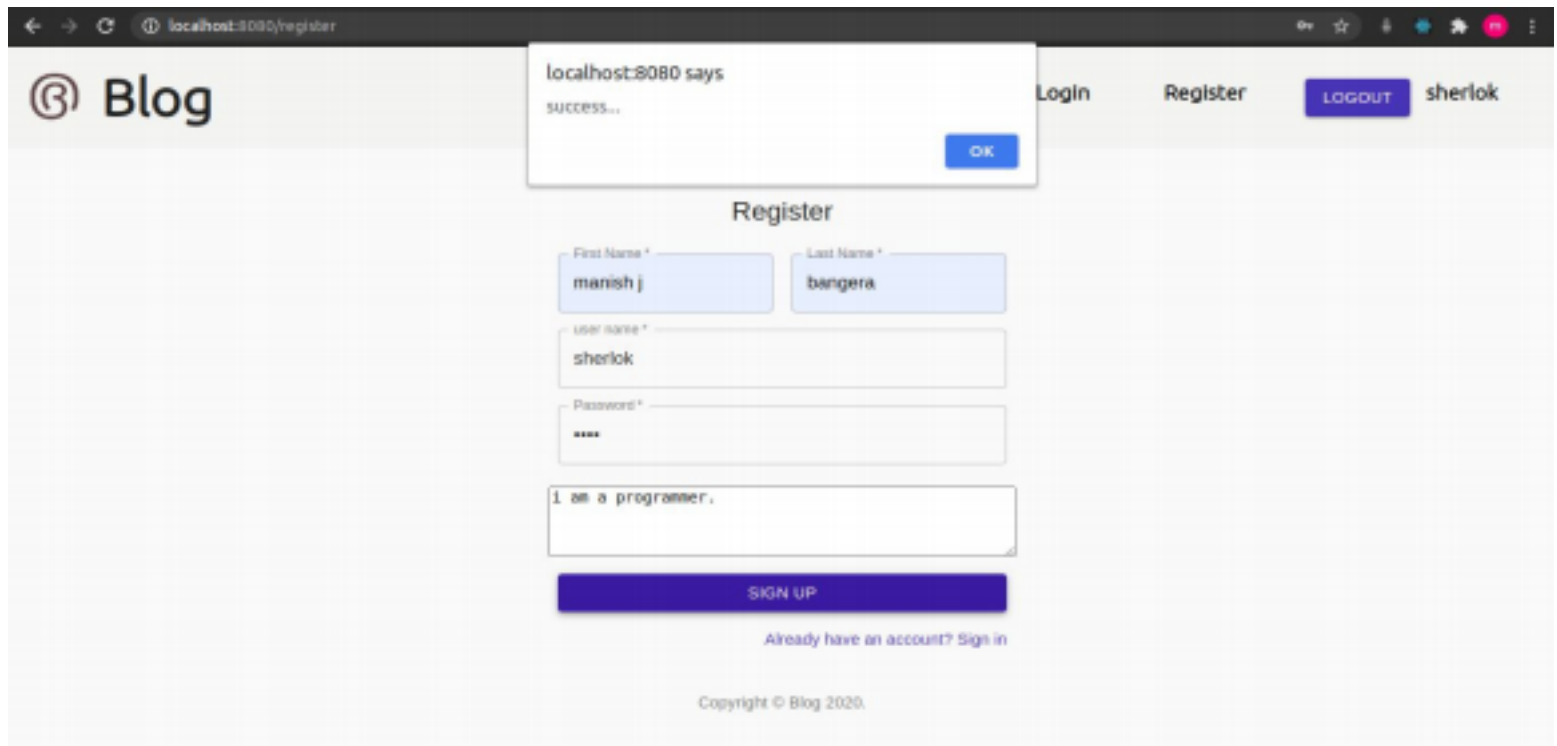 localhost:8080/register
localhost:8080 says
success...
OK
Blog
Login
Register
LOGOUT
sherlok
Register
First Name *
manish j
Last Name *
bangera
user name *
sherlok
Password *
••••
i am a programmer.
SIGN UP
Already have an account? Sign in
Copyright © Blog 2020.